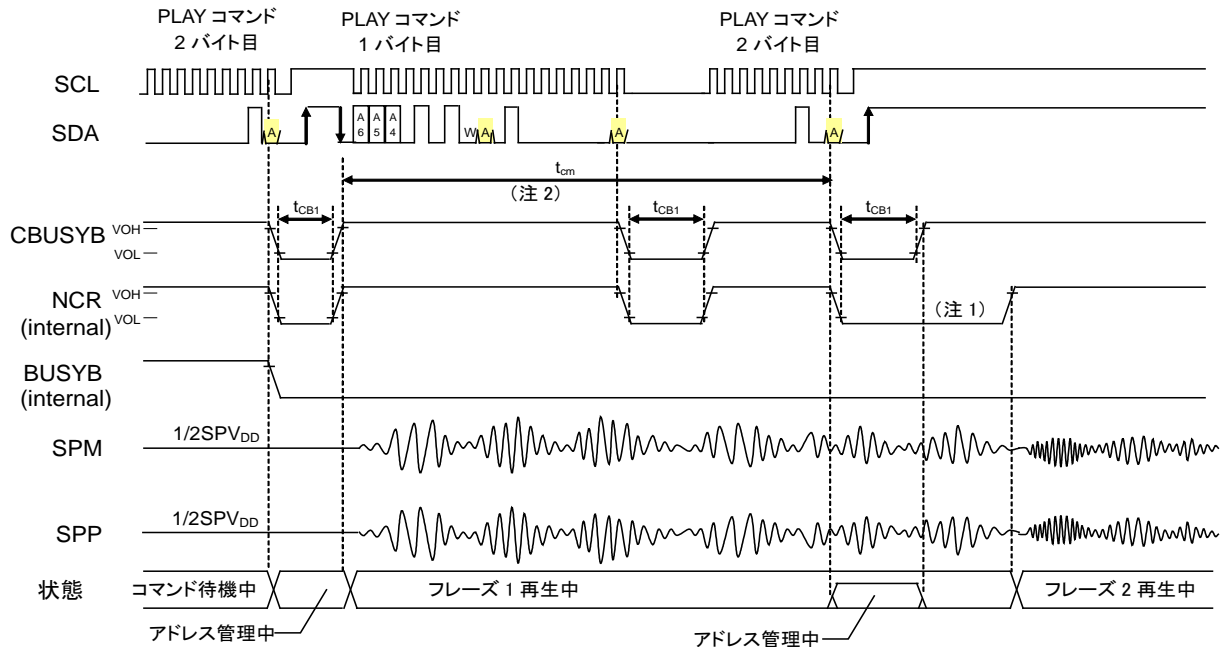 PLAY コマンド
2 バイト目
PLAY コマンド
1 バイト目
PLAY コマンド
2 バイト目
SCL
SDA
A
A6
A5
A4
W
A
A
A
tcm
(注 2)
tCB1
tCB1
tCB1
CBUSYB
VOH
VOL
NCR
(internal)
VOH
VOL
(注 1)
BUSYB
(internal)
SPM
1/2SPVDD
SPP
1/2SPVDD
状態
コマンド待機中
フレーズ 1 再生中
フレーズ 2 再生中
アドレス管理中
アドレス管理中